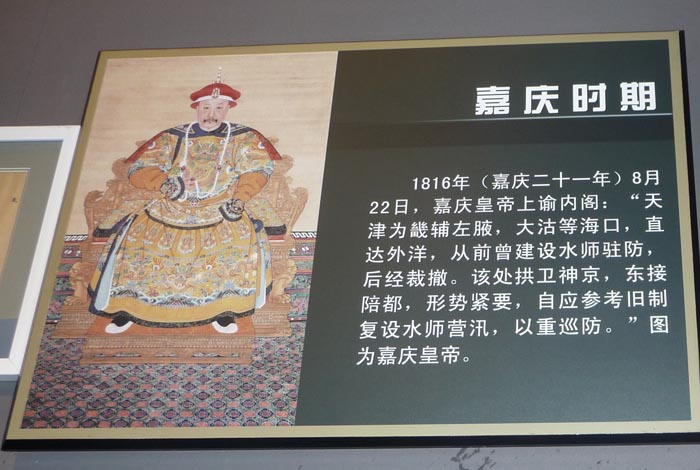 嘉庆时期
1816年（嘉庆二十一年）8月
22日，嘉庆皇帝上谕内阁：“天
津为畿辅左腋，大沽等海口，直
达外洋，从前曾建设水师驻防，
后经裁撤。该处拱卫神京，东接
陪都，形势紧要，自应参考旧制
复设水师营汛，以重巡防。”图
为嘉庆皇帝。